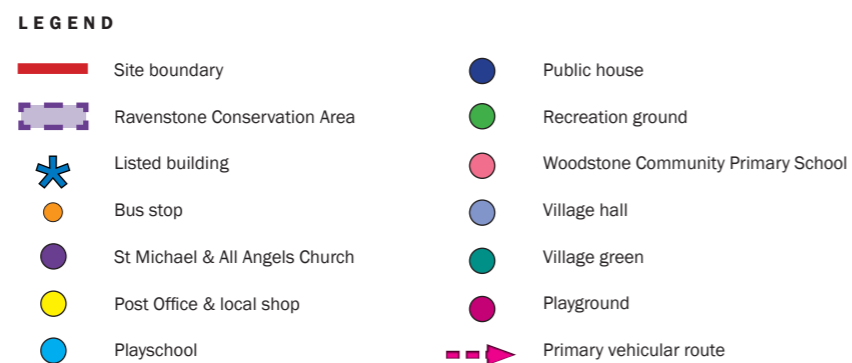 LEGEND
Site boundary
Ravenstone Conservation Area
Listed building
Bus stop
St Michael & All Angels Church
Post Office & local shop
Playschool
Public house
Recreation ground
Woodstone Community Primary School
Village hall
Village green
Playground
Primary vehicular route